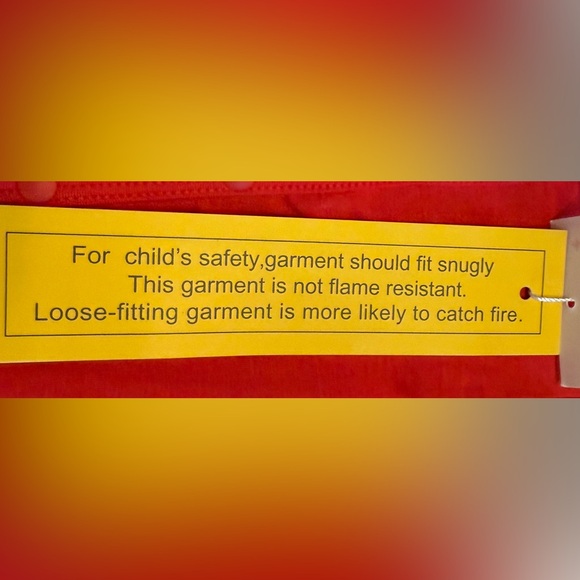 For child's safety,garment should fit snugly
This garment is not flame resistant.
Loose-fitting garment is more likely to catch fire.